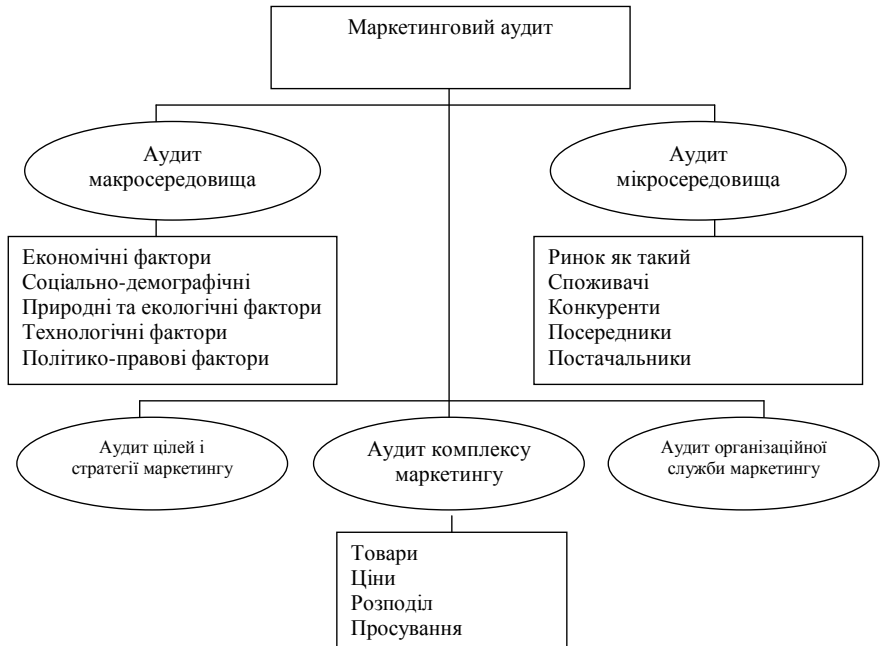 Маркетинговий аудит
Аудит
макросередовища
Аудит
мікросередовища
Економічні фактори
Соціально-демографічні
Природні та екологічні фактори
Технологічні фактори
Політико-правові фактори
Ринок як такий
Споживачі
Конкуренти
Посередники
Постачальники
Аудит цілей і
стратегії маркетингу
Аудит комплексу
маркетингу
Аудит організаційної
служби маркетингу
Товари
Ціни
Розподіл
Просування